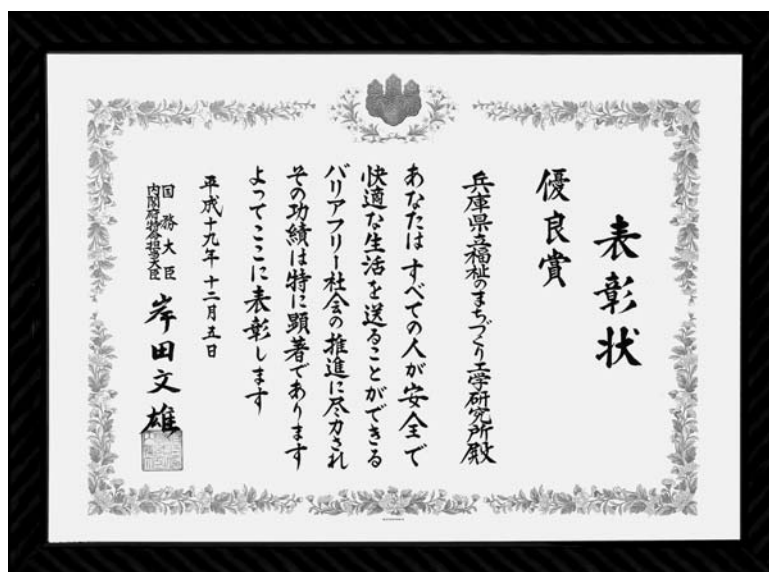 表彰状
優良賞
兵庫県立福祉のまちづくり工学研究所殿
あなたは すべての人が安全で
快適な生活を送ることができる
バリアフリー社会の推進に尽力され
その功績は特に顕著であります
よってここに表彰します
平成十九年十二月五日
国務大臣
内閣府特命担当大臣
岸田文雄